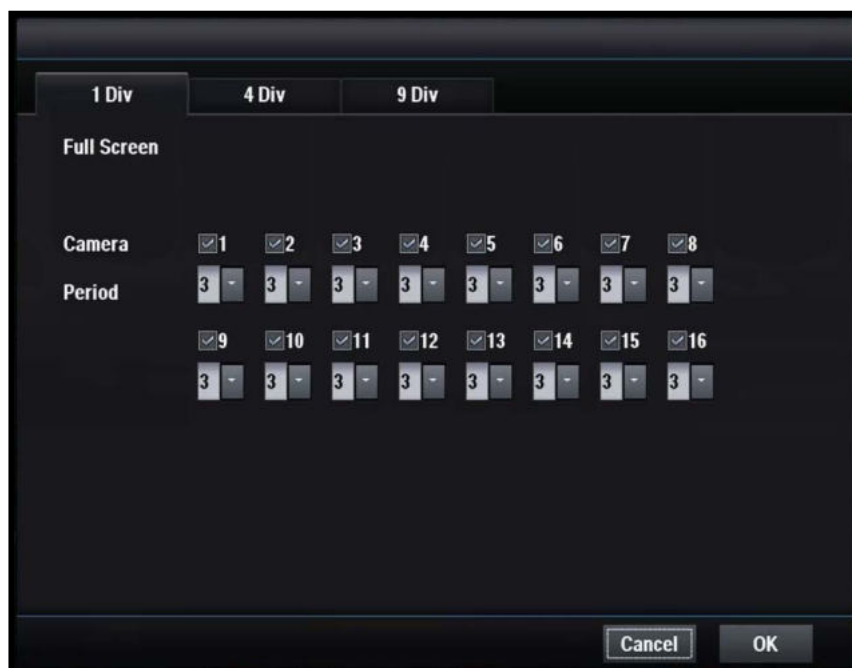 1 Div 4 Div 9 Div
Full Screen
Camera 1 2 3 4 5 6 7 8
Period 3 3 3 3 3 3 3 3
9 10 11 12 13 14 15 16
3 3 3 3 3 3 3 3
Cancel OK